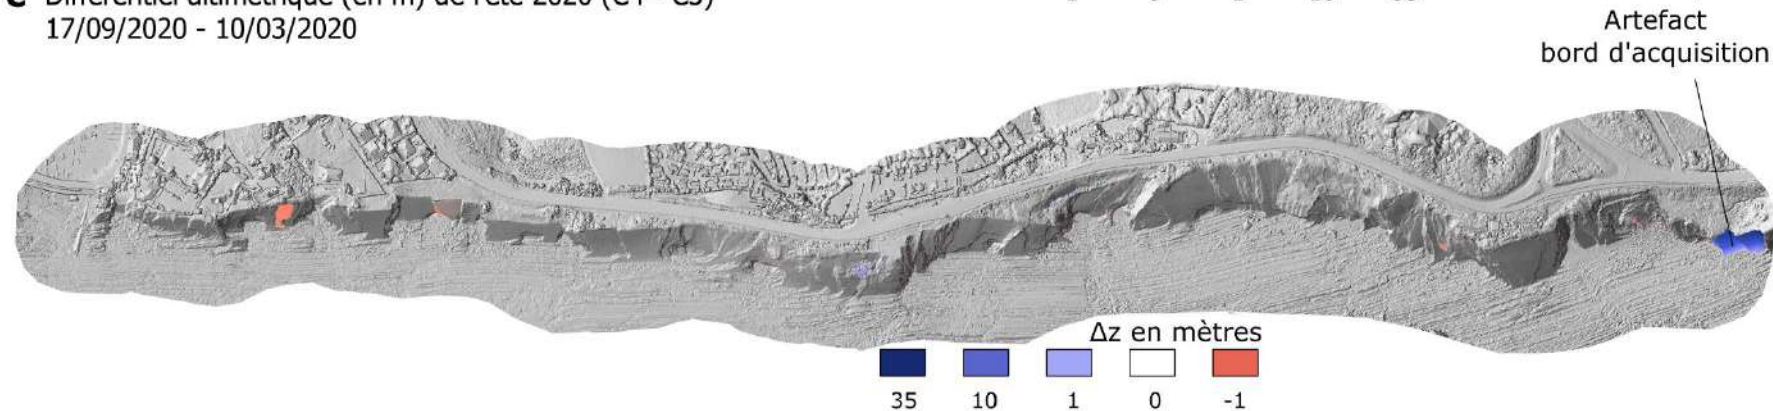 C Différentiel altimétrique (en m) de l'été 2020 (C4 - C3)
17/09/2020 - 10/03/2020
Artefact
bord d'acquisition
Δz en mètres
35 10 1 0 -1